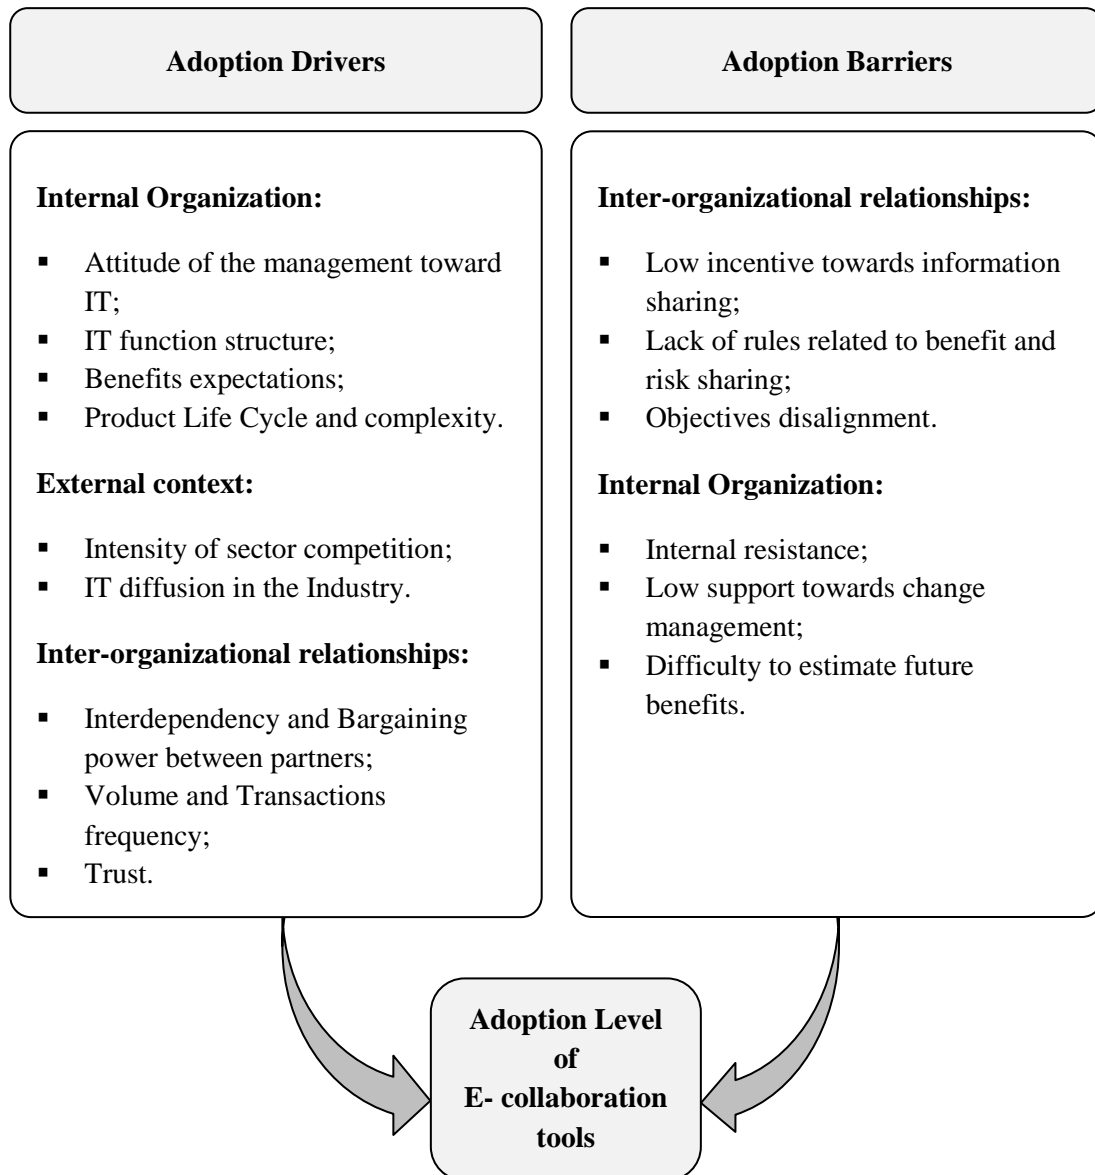 Adoption Drivers
Internal Organization:
▪ Attitude of the management toward
IT;
▪ IT function structure;
▪ Benefits expectations;
▪ Product Life Cycle and complexity.
External context:
▪ Intensity of sector competition;
▪ IT diffusion in the Industry.
Inter-organizational relationships:
▪ Interdependency and Bargaining
power between partners;
▪ Volume and Transactions
frequency;
▪ Trust.
Adoption Barriers
Inter-organizational relationships:
▪ Low incentive towards information
sharing;
▪ Lack of rules related to benefit and
risk sharing;
▪ Objectives disalignment.
Internal Organization:
▪ Internal resistance;
▪ Low support towards change
management;
▪ Difficulty to estimate future
benefits.
Adoption Level
of
E- collaboration
tools